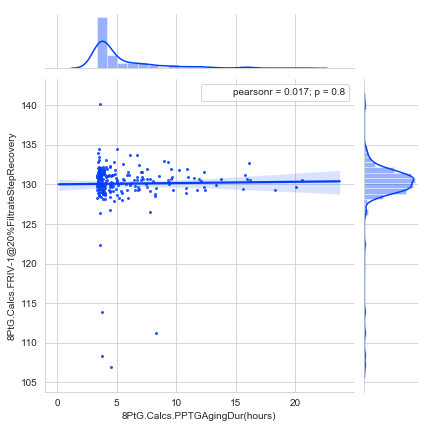 pearsonr = 0.017; p = 0.8
140
135
130
125
120
115
110
105
8PtG.Calcs.FRIV-1@20%FiltrateStepRecovery
0 5 10 15 20
8PtG.Calcs.PPTGAgingDur(hours)